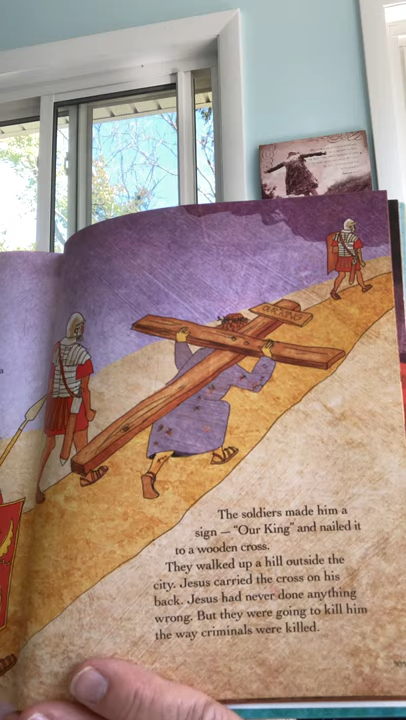 OUR KING
The soldiers made him a
sign — "Our King" and nailed it
to a wooden cross.
They walked up a hill outside the
city. Jesus carried the cross on his
back. Jesus had never done anything
wrong. But they were going to kill him
the way criminals were killed.